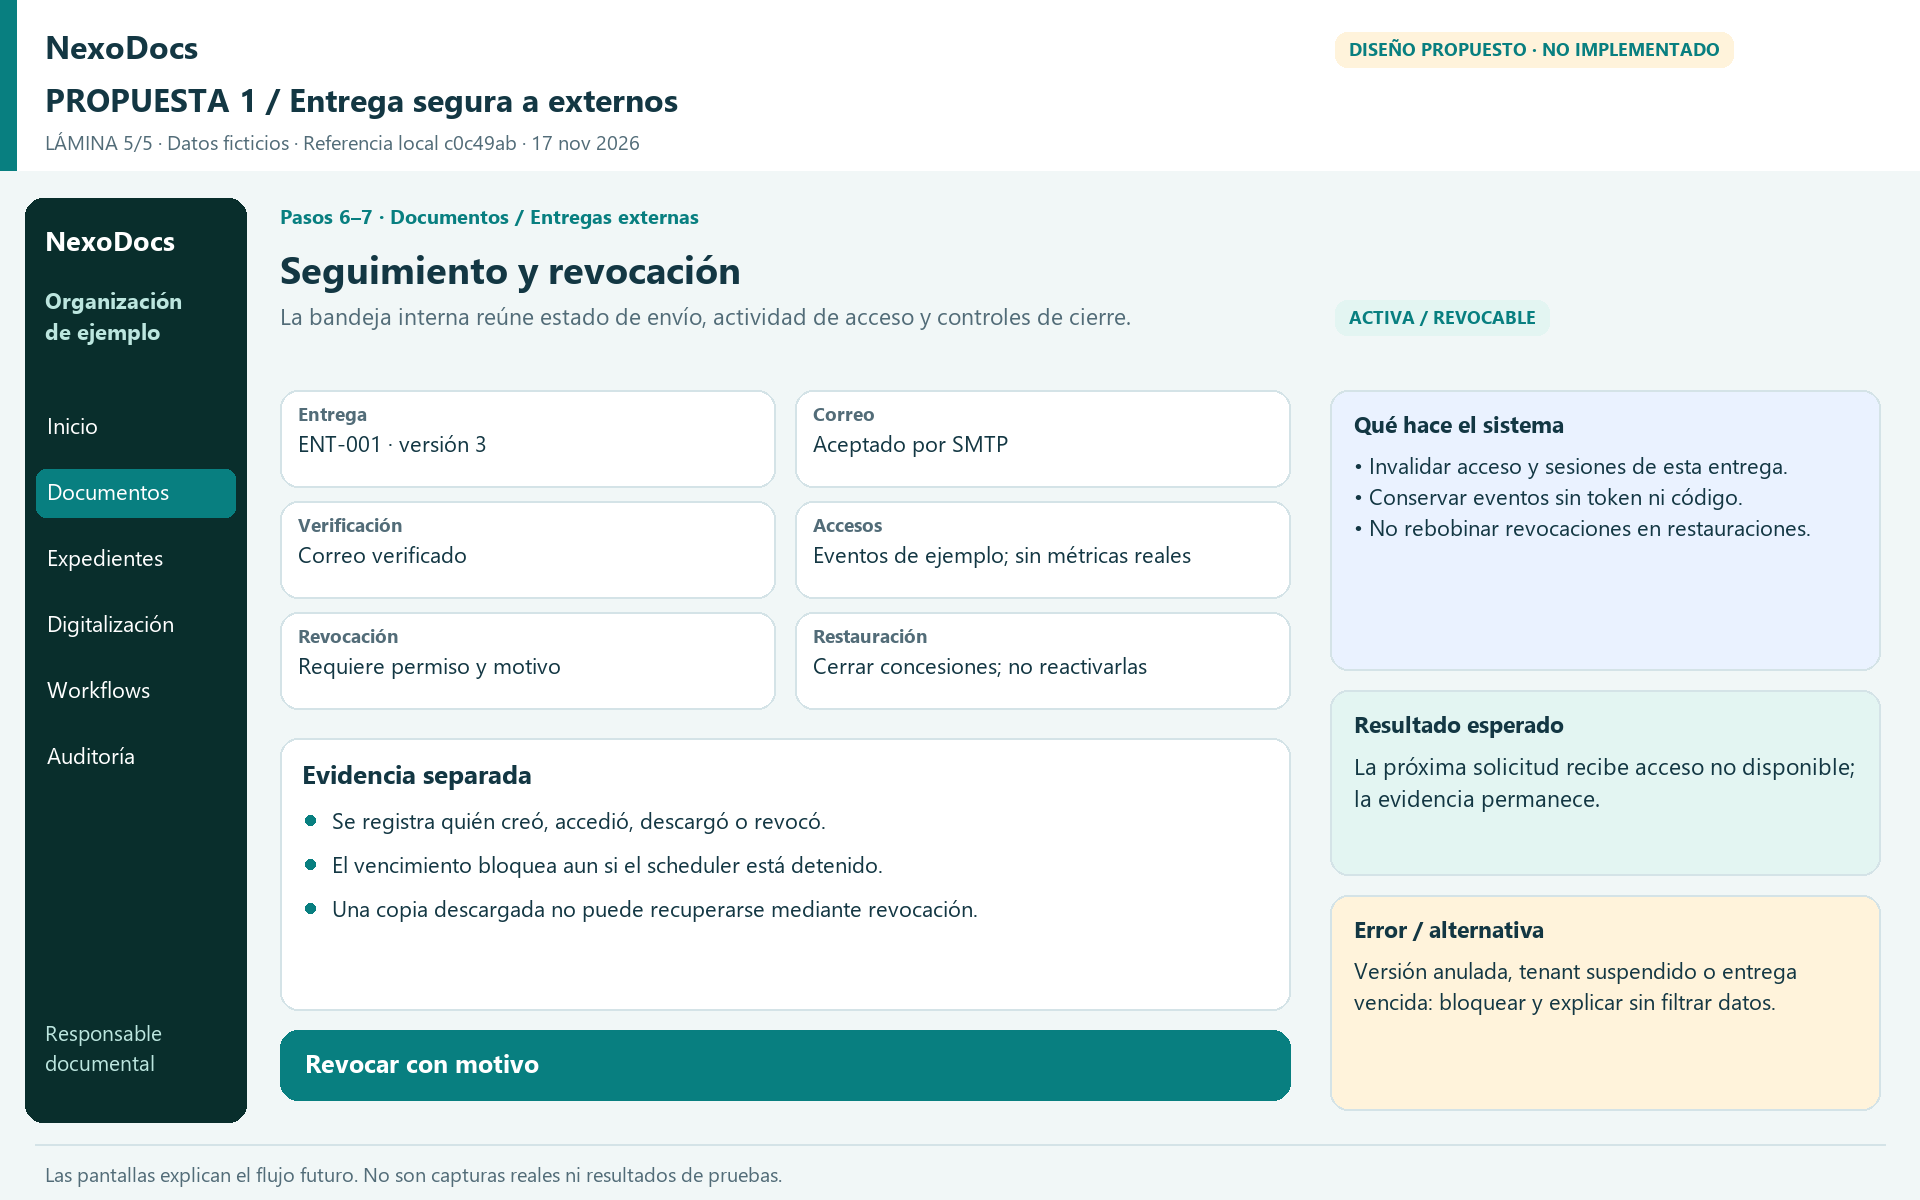 NexoDocs
DISEÑO PROPUESTO · NO IMPLEMENTADO
PROPUESTA 1 / Entrega segura a externos
LÁMINA 5/5 · Datos ficticios · Referencia local c0c49ab · 17 nov 2026
NexoDocs
Organización
de ejemplo
Inicio
Documentos
Expedientes
Digitalización
Workflows
Auditoría
Responsable
documental
Pasos 6–7 · Documentos / Entregas externas
Seguimiento y revocación
La bandeja interna reúne estado de envío, actividad de acceso y controles de cierre.
ACTIVA / REVOCABLE
Entrega
ENT-001 · versión 3
Correo
Aceptado por SMTP
Verificación
Correo verificado
Accesos
Eventos de ejemplo; sin métricas reales
Revocación
Requiere permiso y motivo
Restauración
Cerrar concesiones; no reactivarlas
Evidencia separada
Se registra quién creó, accedió, descargó o revocó.
El vencimiento bloquea aun si el scheduler está detenido.
Una copia descargada no puede recuperarse mediante revocación.
Revocar con motivo
Qué hace el sistema
• Invalidar acceso y sesiones de esta entrega.
• Conservar eventos sin token ni código.
• No rebobinar revocaciones en restauraciones.
Resultado esperado
La próxima solicitud recibe acceso no disponible;
la evidencia permanece.
Error / alternativa
Versión anulada, tenant suspendido o entrega
vencida: bloquear y explicar sin filtrar datos.
Las pantallas explican el flujo futuro. No son capturas reales ni resultados de pruebas.